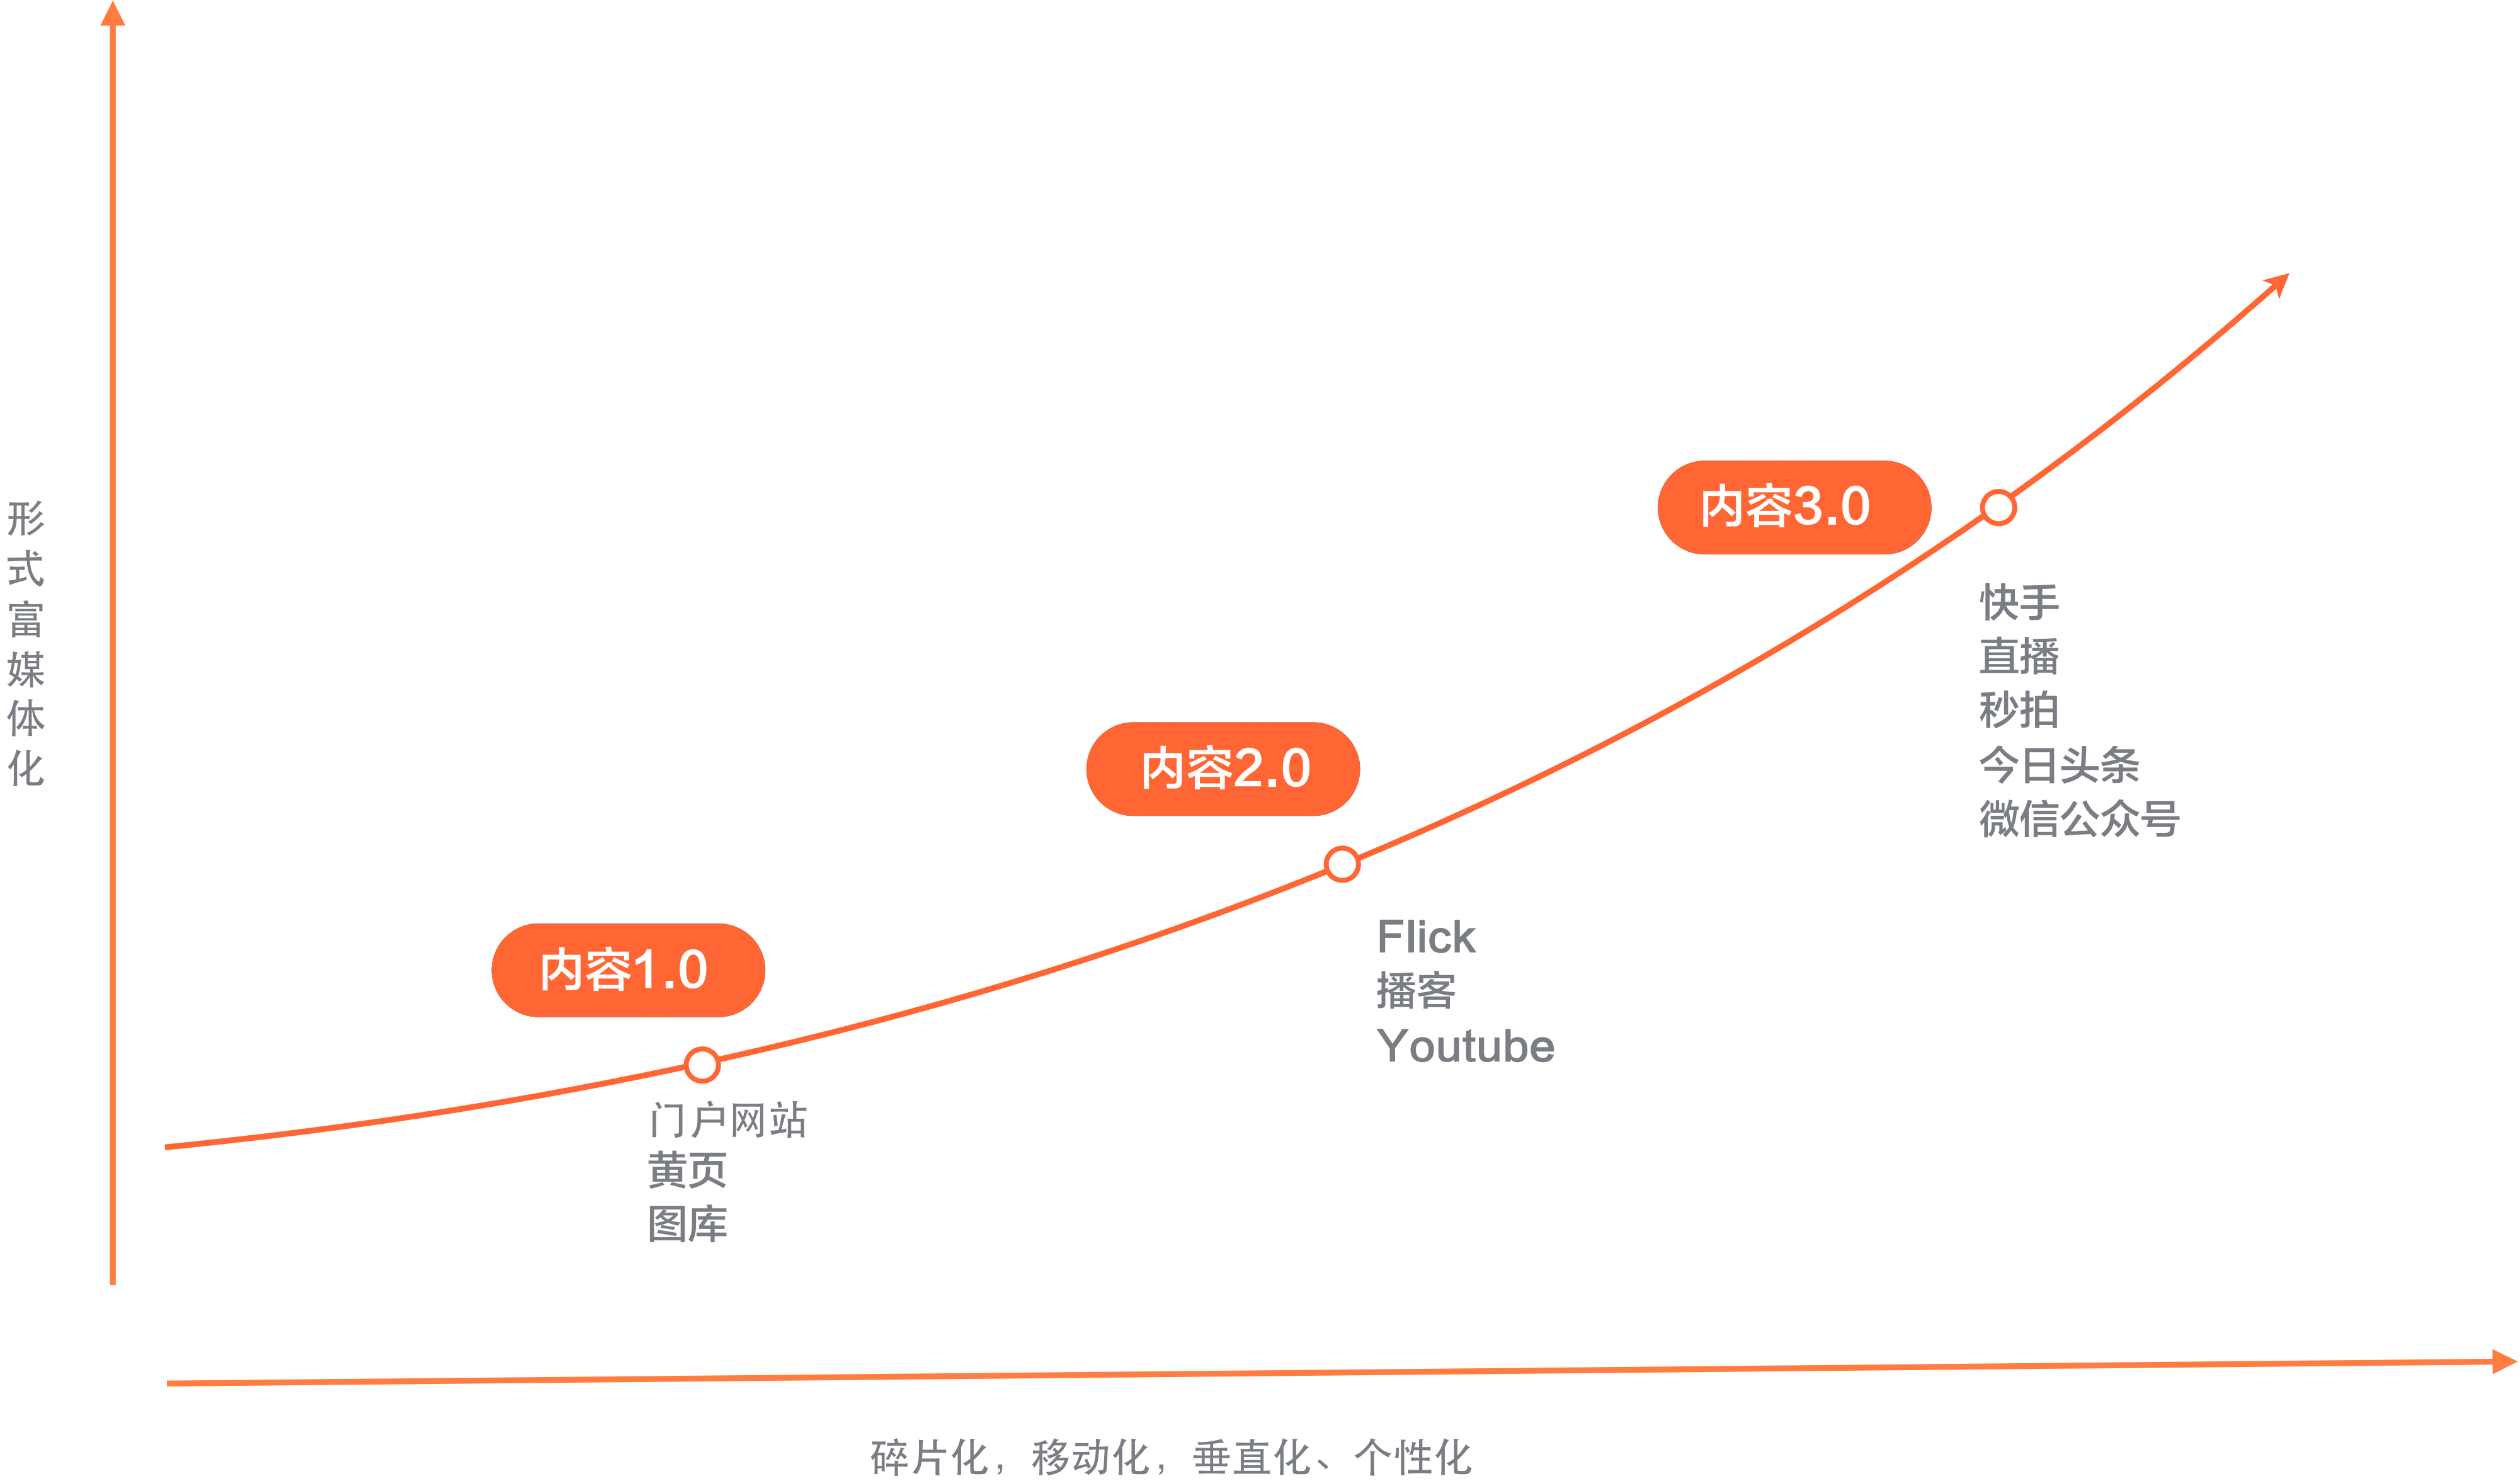 形式富媒体化
内容3.0
快手
直播
秒拍
今日头条
微信公众号
内容2.0
Flick
播客
Youtube
内容1.0
门户网站
黄页
图库
碎片化，移动化，垂直化、个性化